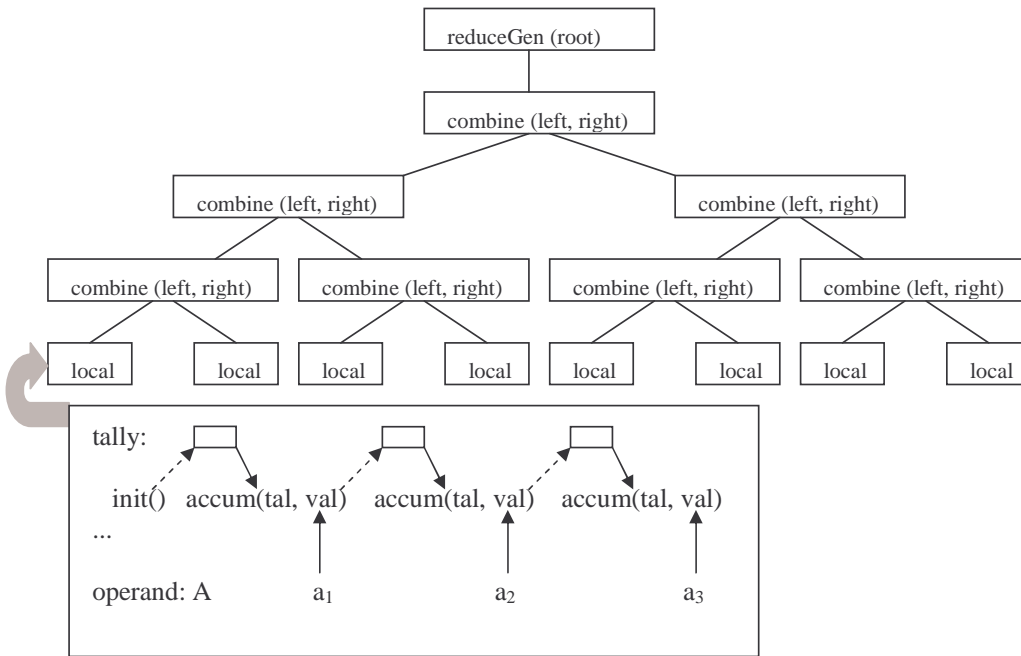 reduceGen (root)
combine (left, right)
combine (left, right) combine (left, right)
combine (left, right) combine (left, right) combine (left, right) combine (left, right)
local local local local local local local local
tally:
init() accum(tal, val) accum(tal, val) accum(tal, val)
...
operand: A a₁ a₂ a₃